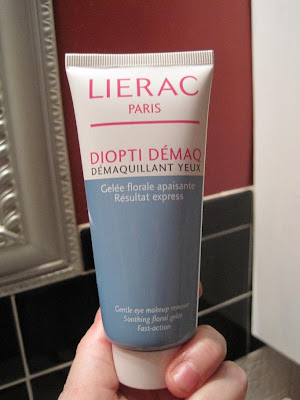 LIERAC
PARIS
DIOPTI DÉMAQ
DÉMAQUILLANT YEUX
Gelée florale apaisante
Résultat express
Gentle eye makeup remover
Soothing floral gelée
Fast-action